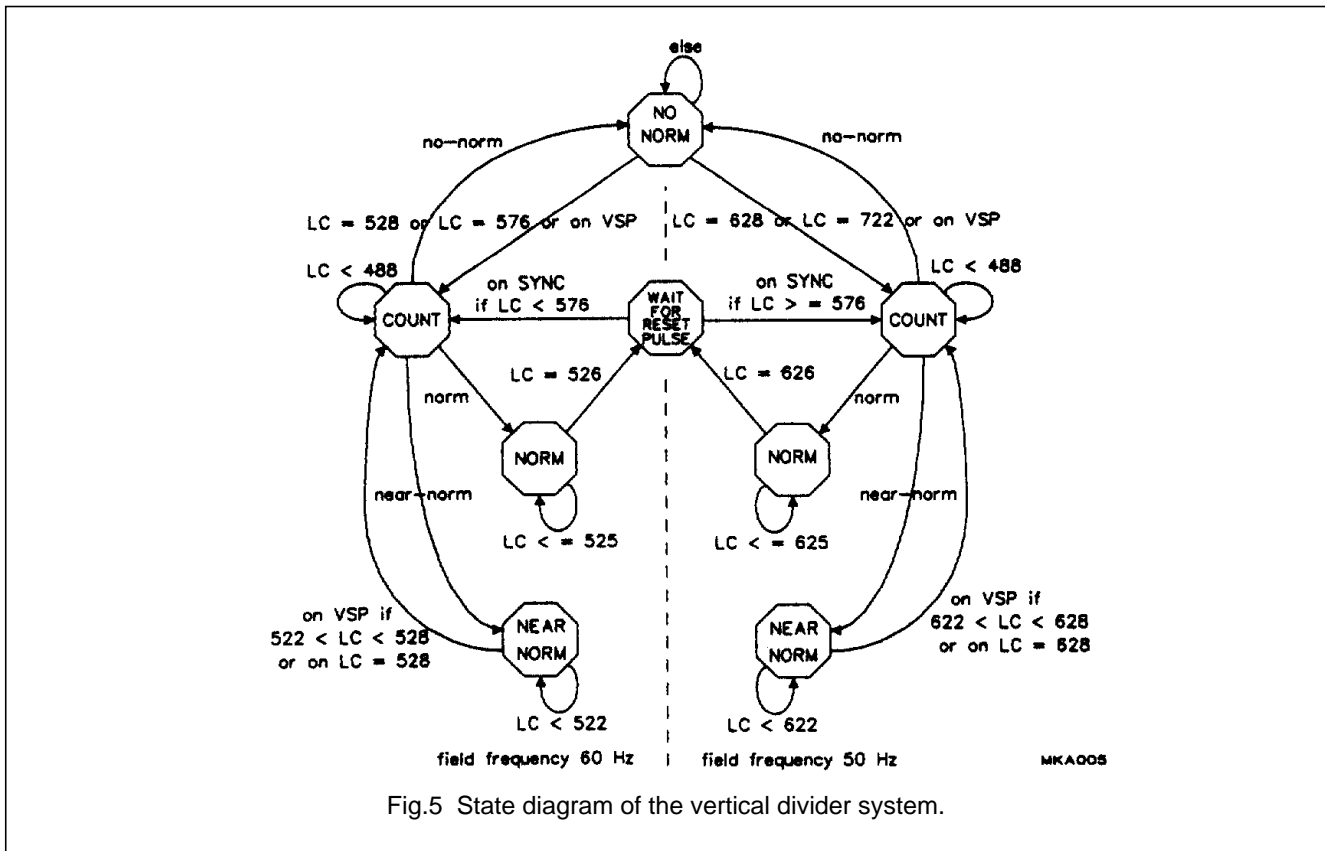 else
NO
NORM
no-norm
no-norm
LC = 528 or LC = 576 or on VSP
LC = 628 or LC = 722 or on VSP
LC < 488
LC < 488
on SYNC
if LC < 576
WAIT
FOR
RESET
PULSE
on SYNC
if LC > = 576
COUNT
COUNT
LC = 526
LC = 626
norm
norm
NORM
NORM
near-norm
near-norm
LC < = 525
LC < = 625
on VSP if
522 < LC < 528
or on LC = 528
NEAR
NORM
NEAR
NORM
on VSP if
622 < LC < 628
or on LC = 628
LC < 522
LC < 622
field frequency 60 Hz
field frequency 50 Hz
MKA005
Fig.5 State diagram of the vertical divider system.